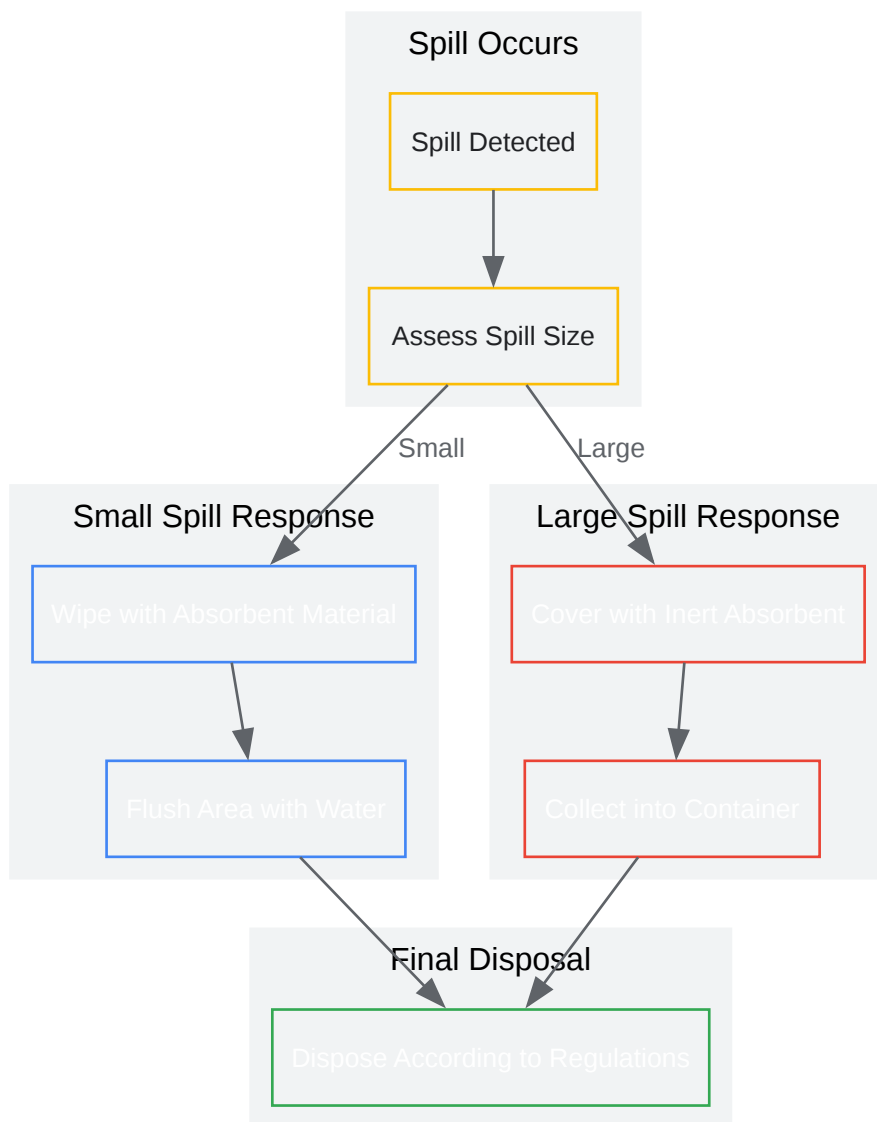 Spill Occurs
Spill Detected
Assess Spill Size
Small
Large
Small Spill Response
Large Spill Response
Wipe with Absorbent Material
Cover with Inert Absorbent
Flush Area with Water
Collect into Container
Final Disposal
Dispose According to Regulations